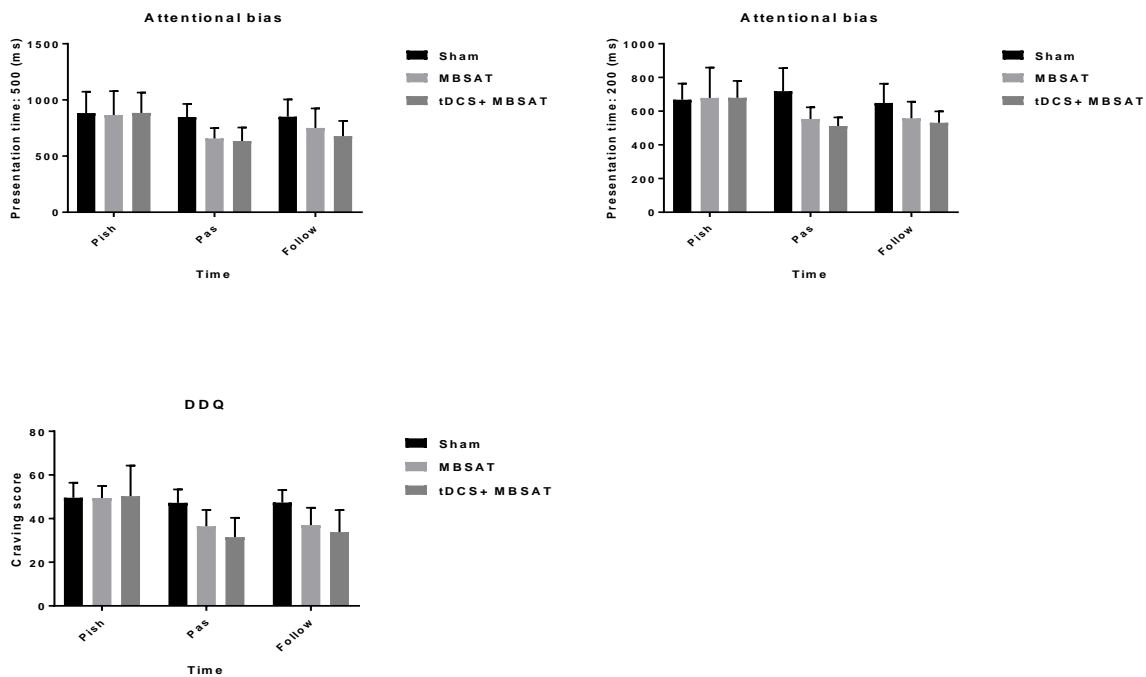 Attentional bias
Presentation time: 500 (ms)
1500
1000
500
0
Pish
Pas
Follow
Time
Sham
MBSAT
tDCS+ MBSAT
Attentional bias
Presentation time: 200 (ms)
1000
800
600
400
200
0
Pish
Pas
Follow
Time
Sham
MBSAT
tDCS+ MBSAT
DDQ
Craving score
80
60
40
20
0
Pish
Pas
Follow
Time
Sham
MBSAT
tDCS+ MBSAT